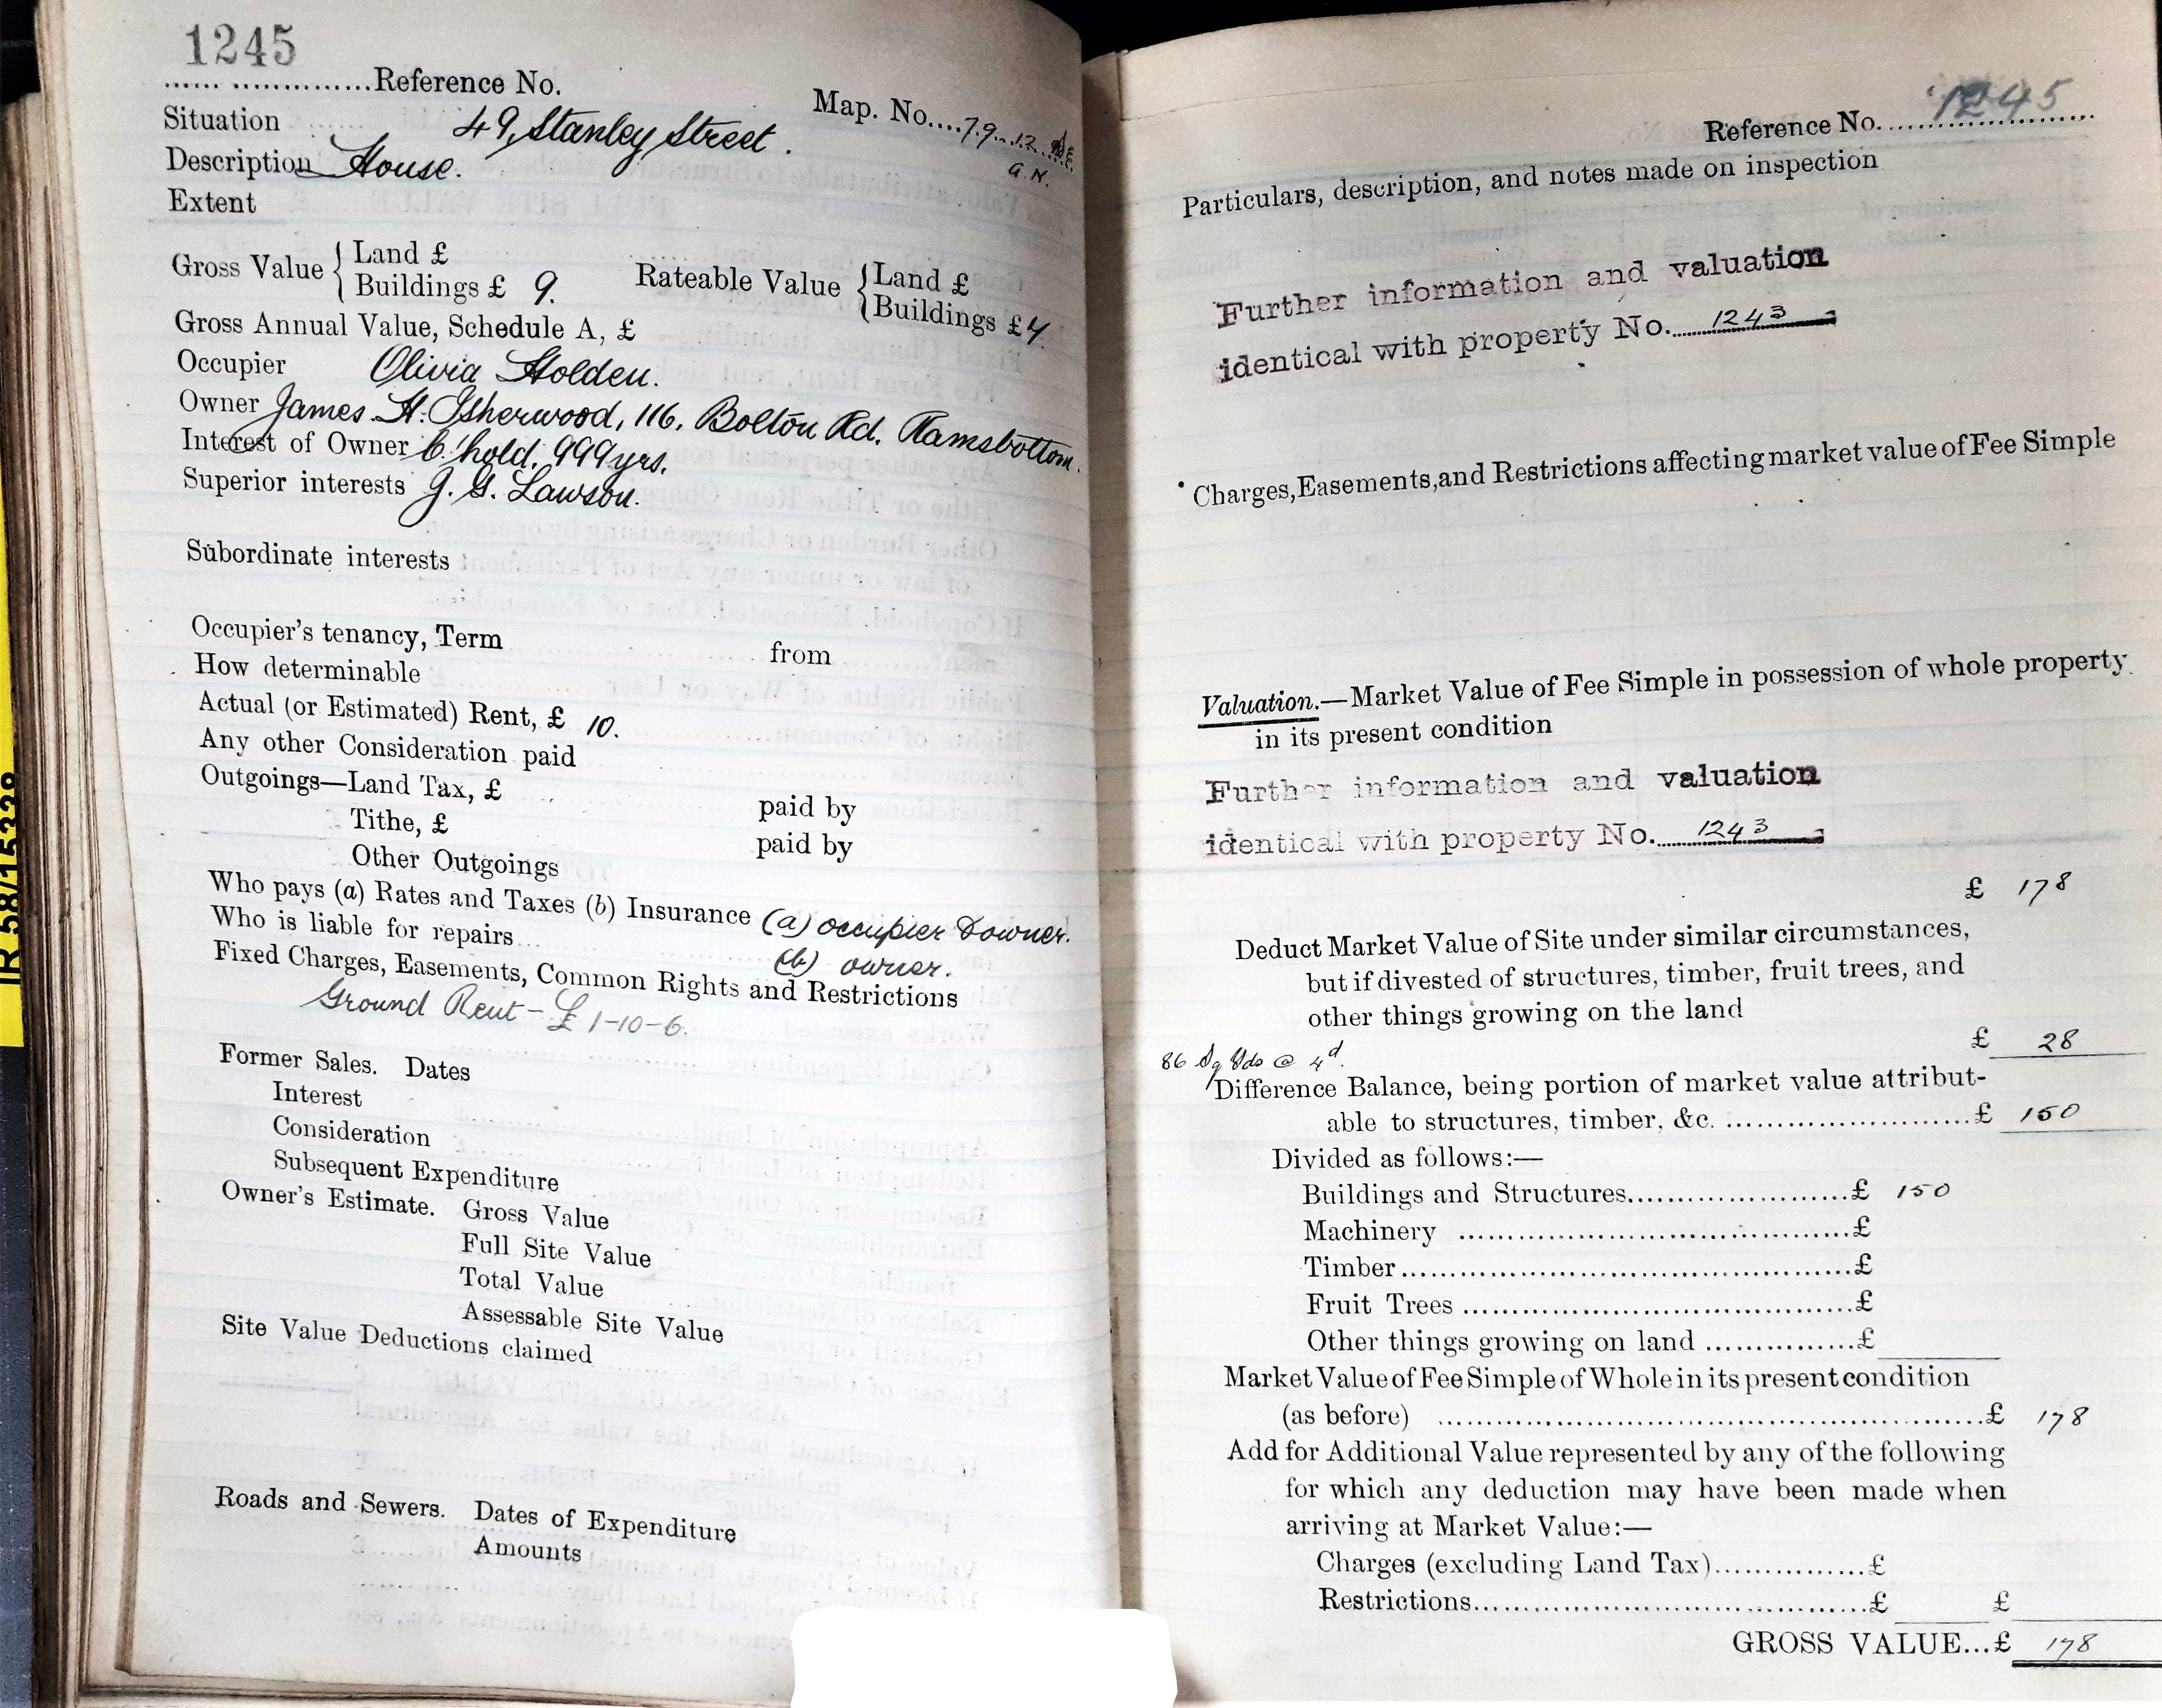 1245
Reference No.
Map. No. 79.12
Situation 49, Stanley Street.
Description House.
Extent
Gross Value { Land £
Buildings £ 9.
Rateable Value { Land £
Buildings £
Gross Annual Value, Schedule A, £
Occupier Olivia Holden.
Owner James H. Isherwood, 116, Bolton Rd. Ramsbottom.
Interest of Owner hold. 999 yrs.
Superior interests J. G. Lawson.
Subordinate interests
Occupier's tenancy, Term from
How determinable
Actual (or Estimated) Rent, £ 10.
Any other Consideration paid
Outgoings—Land Tax, £ paid by
Tithe, £ paid by
Other Outgoings
Who pays (a) Rates and Taxes (b) Insurance (a) occupier & owner.
Who is liable for repairs (b) owner.
Fixed Charges, Easements, Common Rights and Restrictions
Ground Rent - £ 1-10-6.
Former Sales. Dates
Interest
Consideration
Subsequent Expenditure
Owner's Estimate. Gross Value
Full Site Value
Total Value
Assessable Site Value
Site Value Deductions claimed
Roads and Sewers. Dates of Expenditure
Amounts
Reference No. 1245
Particulars, description, and notes made on inspection
Further information and valuation
identical with property No. 1243
Charges, Easements, and Restrictions affecting market value of Fee Simple
Valuation.—Market Value of Fee Simple in possession of whole property
in its present condition
Further information and valuation
identical with property No. 1243
£ 178
Deduct Market Value of Site under similar circumstances,
but if divested of structures, timber, fruit trees, and
other things growing on the land
£ 28
86 Sq Yds @ 4d.
Difference Balance, being portion of market value attribut-
able to structures, timber, &c. £ 150
Divided as follows:—
Buildings and Structures £ 150
Machinery £
Timber £
Fruit Trees £
Other things growing on land £
Market Value of Fee Simple of Whole in its present condition
(as before) £ 178
Add for Additional Value represented by any of the following
for which any deduction may have been made when
arriving at Market Value:—
Charges (excluding Land Tax) £
Restrictions £ £
GROSS VALUE...£ 178